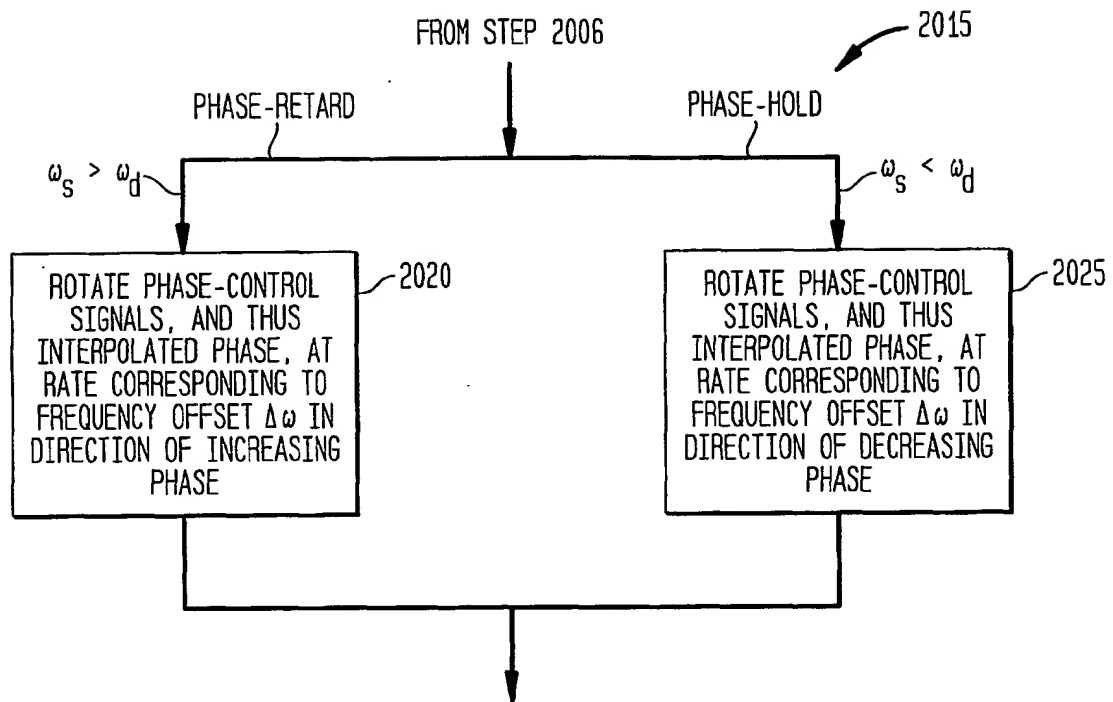 FROM STEP 2006
2015
PHASE-RETARD
PHASE-HOLD
ωs > ωd
ωs < ωd
ROTATE PHASE-CONTROL
SIGNALS, AND THUS
INTERPOLATED PHASE, AT
RATE CORRESPONDING TO
FREQUENCY OFFSET Δω IN
DIRECTION OF INCREASING
PHASE
2020
ROTATE PHASE-CONTROL
SIGNALS, AND THUS
INTERPOLATED PHASE, AT
RATE CORRESPONDING TO
FREQUENCY OFFSET Δω IN
DIRECTION OF DECREASING
PHASE
2025